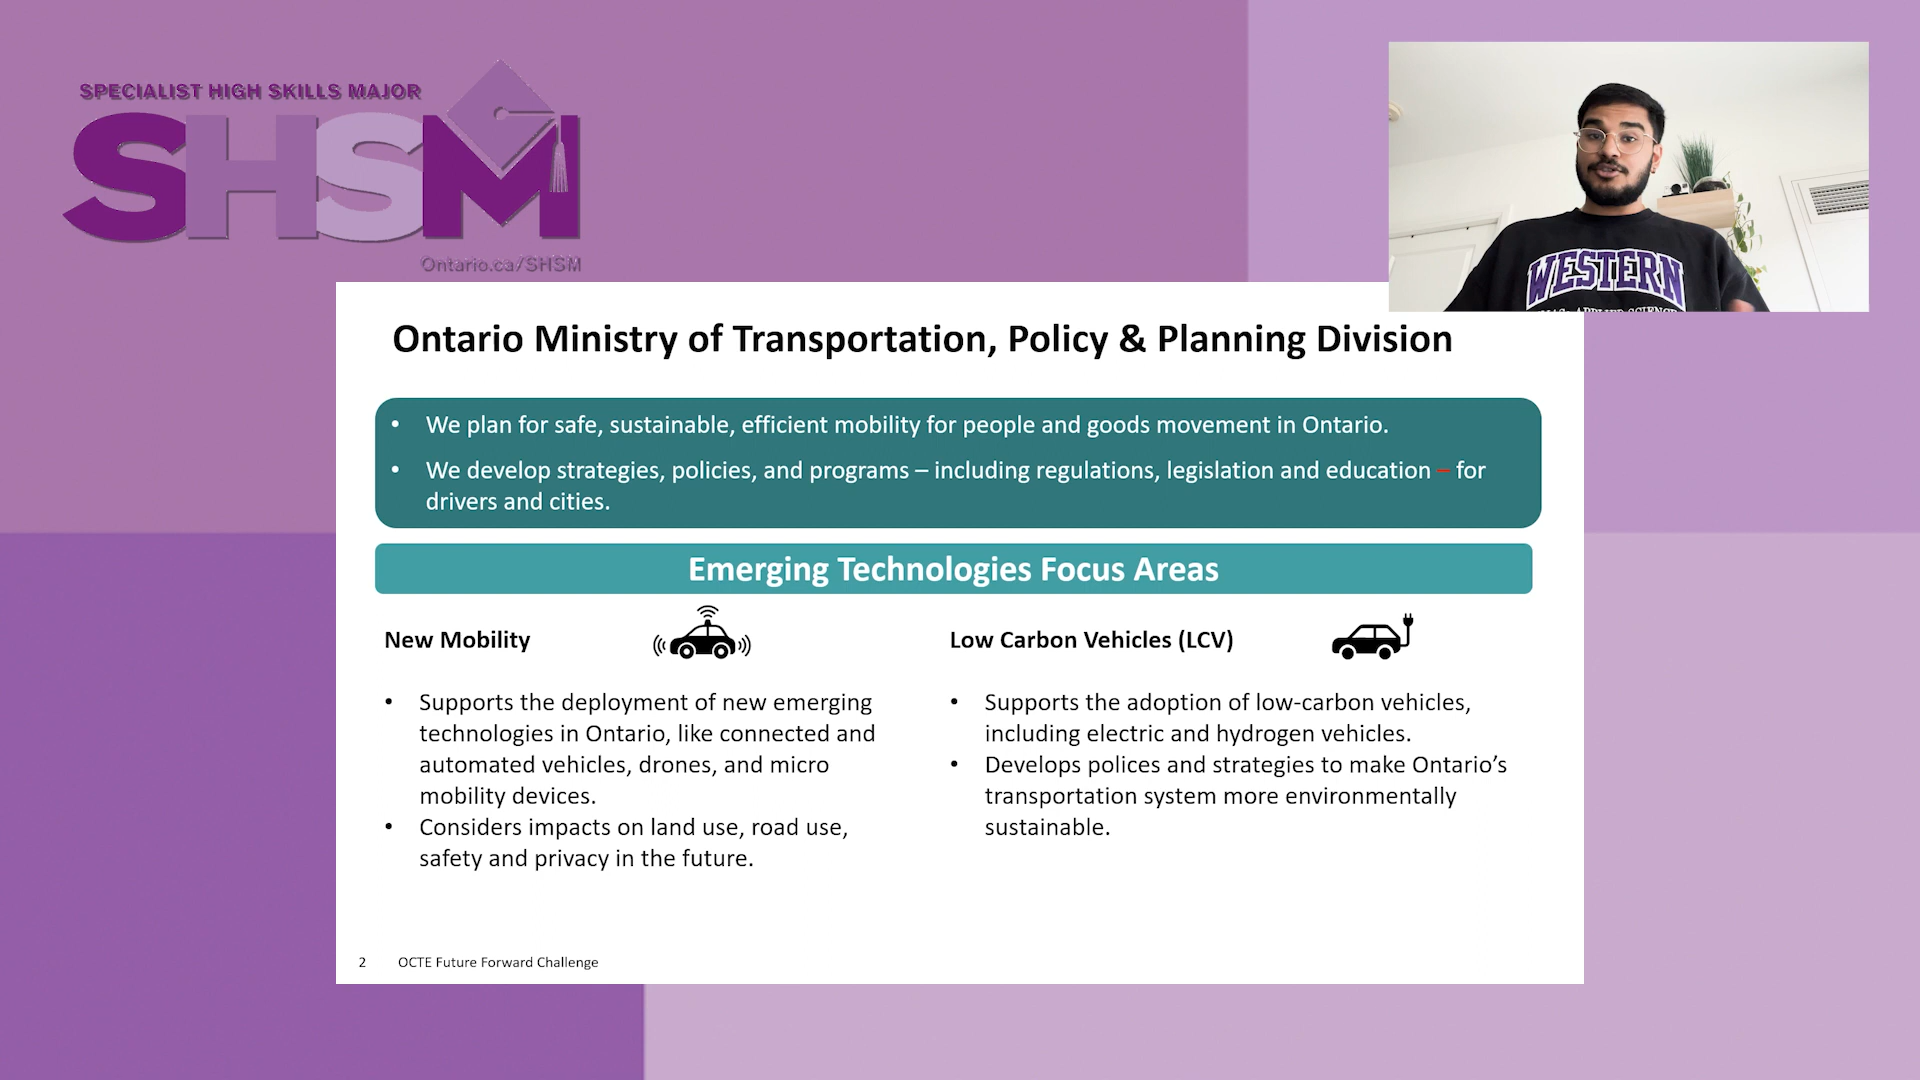 SPECIALIST HIGH SKILLS MAJOR
SHSM
Ontario.ca/SHSM
WESTERN
Ontario Ministry of Transportation, Policy & Planning Division
• We plan for safe, sustainable, efficient mobility for people and goods movement in Ontario.
• We develop strategies, policies, and programs – including regulations, legislation and education – for
drivers and cities.
Emerging Technologies Focus Areas
New Mobility
• Supports the deployment of new emerging
technologies in Ontario, like connected and
automated vehicles, drones, and micro
mobility devices.
• Considers impacts on land use, road use,
safety and privacy in the future.
Low Carbon Vehicles (LCV)
• Supports the adoption of low-carbon vehicles,
including electric and hydrogen vehicles.
• Develops polices and strategies to make Ontario’s
transportation system more environmentally
sustainable.
2 OCTE Future Forward Challenge